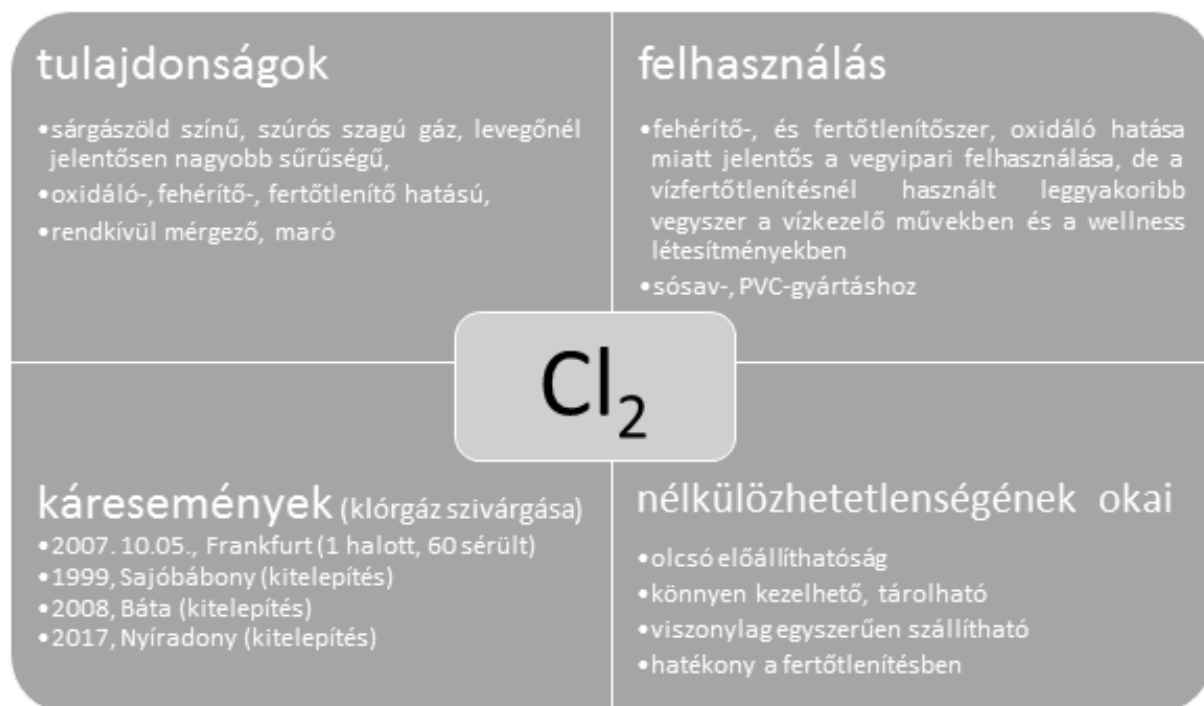 tulajdonságok
•sárgászöld színű, szúrós szagú gáz, levegőnél
jelentősen nagyobb sűrűségű,
•oxidáló-, fehérítő-, fertőtlenítő hatású,
•rendkívül mérgező, maró
felhasználás
•fehérítő-, és fertőtlenítőszer, oxidáló hatása
miatt jelentős a vegyipari felhasználása, de a
vízfertőtlenítésnél használt leggyakoribb
vegyszer a vízkezelő művekben és a wellness
létesítményekben
•sósav-, PVC-gyártáshoz
Cl₂
káresemények (klórgáz szivárgása)
•2007. 10.05., Frankfurt (1 halott, 60 sérült)
•1999, Sajóbábony (kitelepítés)
•2008, Báta (kitelepítés)
•2017, Nyíradony (kitelepítés)
nélkülözhetetlenségének okai
•olcsó előállíthatóság
•könnyen kezelhető, tárolható
•viszonylag egyszerűen szállítható
•hatékony a fertőtlenítésben